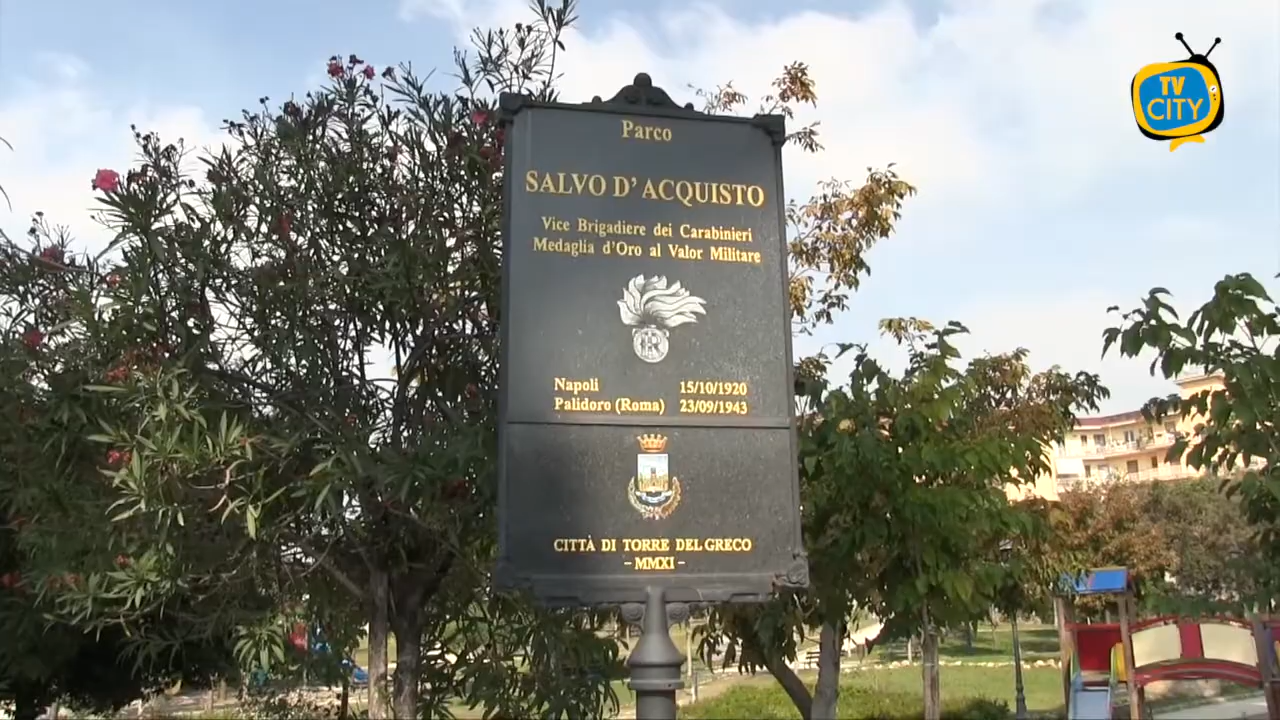 TV
CITY
Parco
SALVO D'ACQUISTO
Vice Brigadiere dei Carabinieri
Medaglia d'Oro al Valor Militare
Napoli 15/10/1920
Palidoro (Roma) 23/09/1943
CITTÀ DI TORRE DEL GRECO
- MMXI -